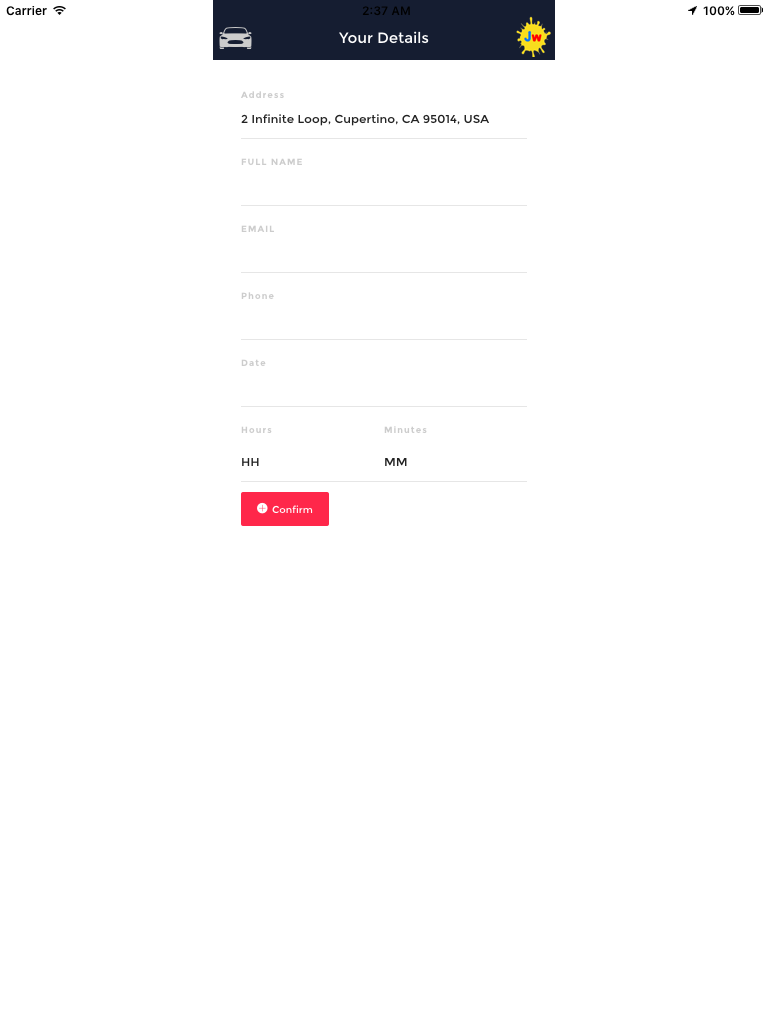 Carrier 2:37 AM 100%
Your Details
Jw
Address
2 Infinite Loop, Cupertino, CA 95014, USA
FULL NAME
EMAIL
Phone
Date
Hours Minutes
HH MM
Confirm